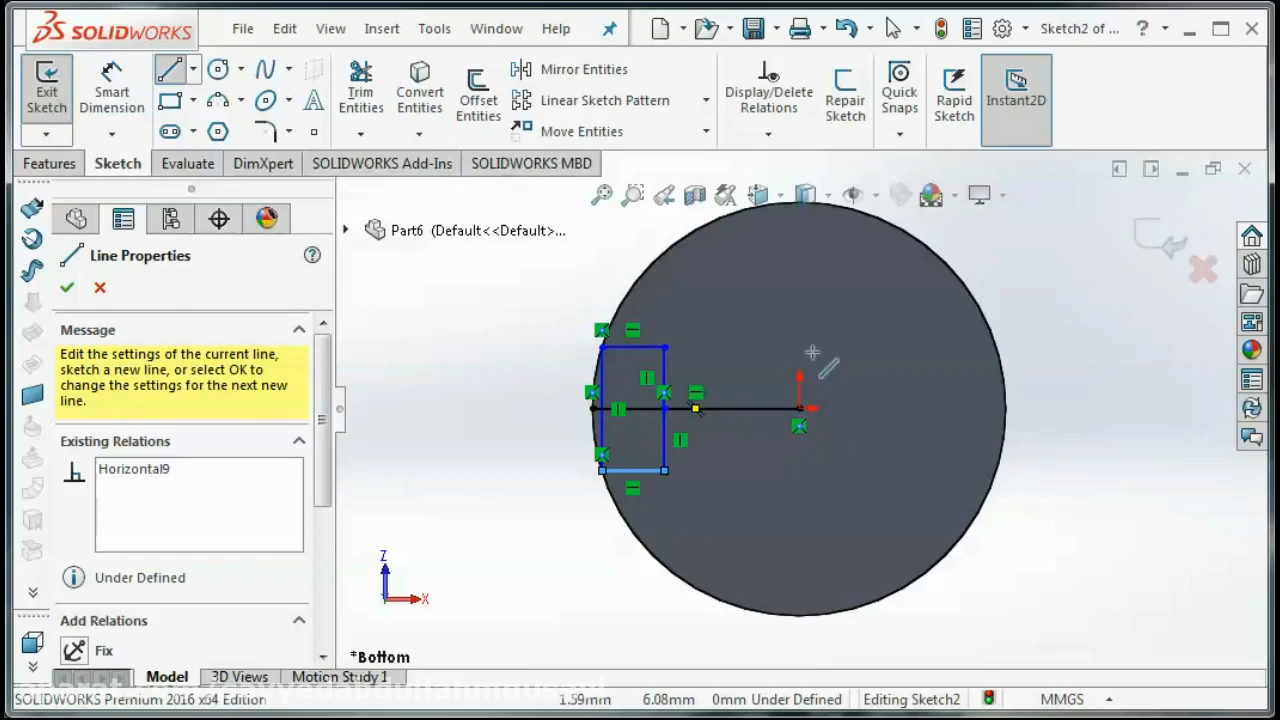 SOLIDWORKS
File Edit View Insert Tools Window Help
Sketch2 of ...
Exit Sketch
Smart Dimension
Trim Entities
Convert Entities
Offset Entities
Mirror Entities
Linear Sketch Pattern
Move Entities
Display/Delete Relations
Repair Sketch
Quick Snaps
Rapid Sketch
Instant2D
Features Sketch Evaluate DimXpert SOLIDWORKS Add-Ins SOLIDWORKS MBD
Part6 (Default<<Default>...
Line Properties
Message
Edit the settings of the current line,
sketch a new line, or select OK to
change the settings for the next new
line.
Existing Relations
Horizontal9
Under Defined
Add Relations
Fix
Z
X
*Bottom
Model 3D Views Motion Study 1
SOLIDWORKS Premium 2016 x64 Edition
1.59mm 6.08mm 0mm Under Defined Editing Sketch2 MMGS